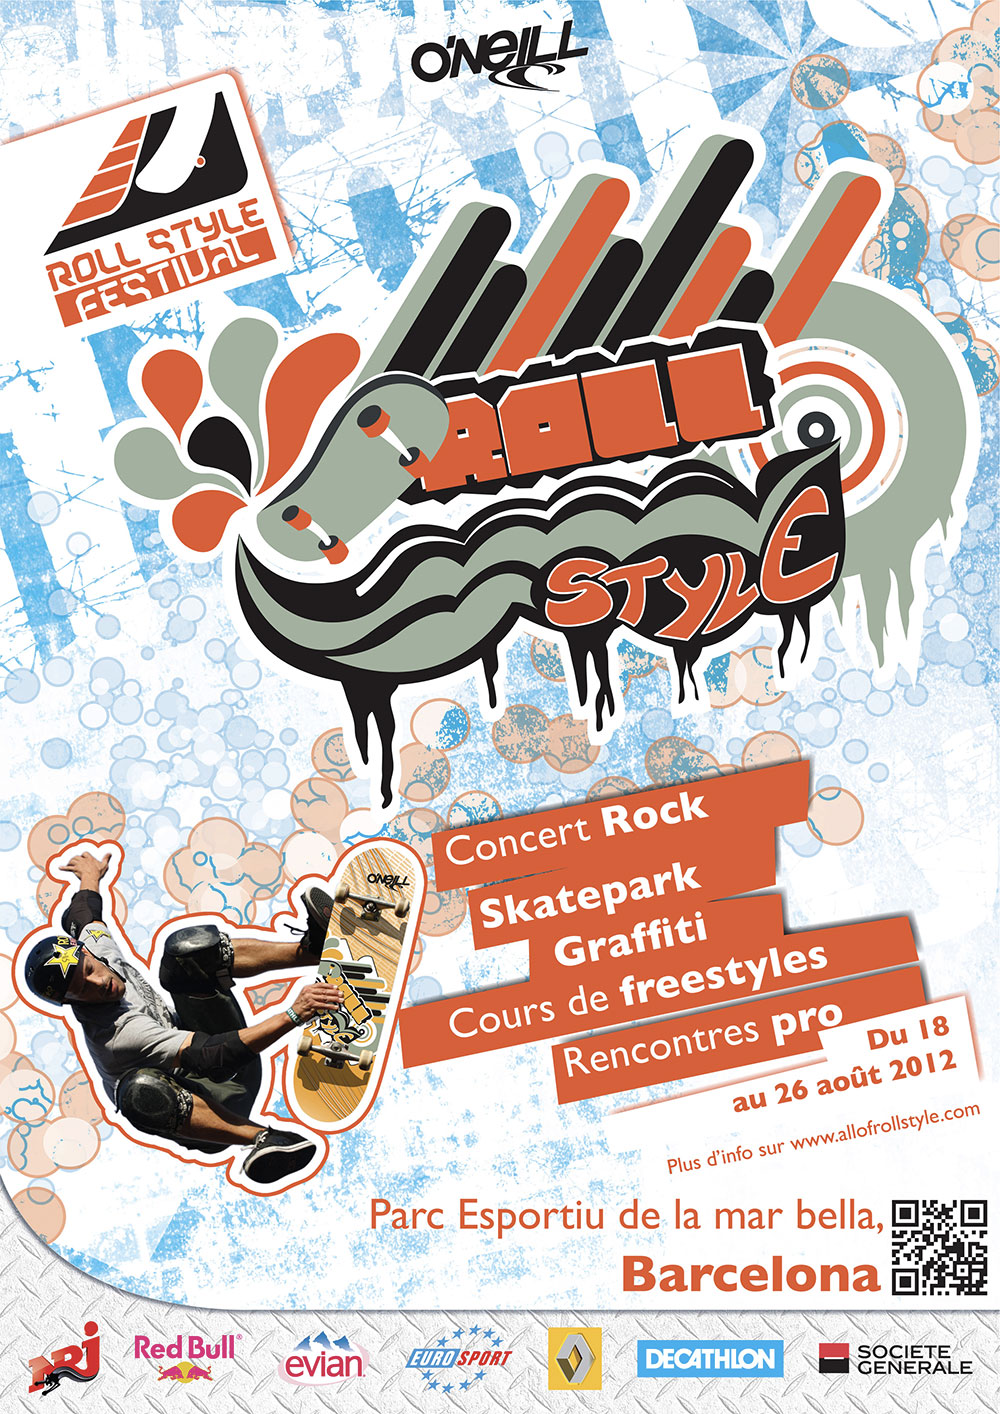 O'NEILL
ROLL STYLE
FESTIVAL
ROLL
STYLE
O'NEILL
Concert Rock
Skatepark
Graffiti
Cours de freestyles
Rencontres pro
Du 18
au 26 août 2012
Plus d'info sur www.allofrollstyle.com
Parc Esportiu de la mar bella,
Barcelona
NRJ
Red Bull®
evian®
EUROSPORT
DECATHLON
SOCIETE
GENERALE